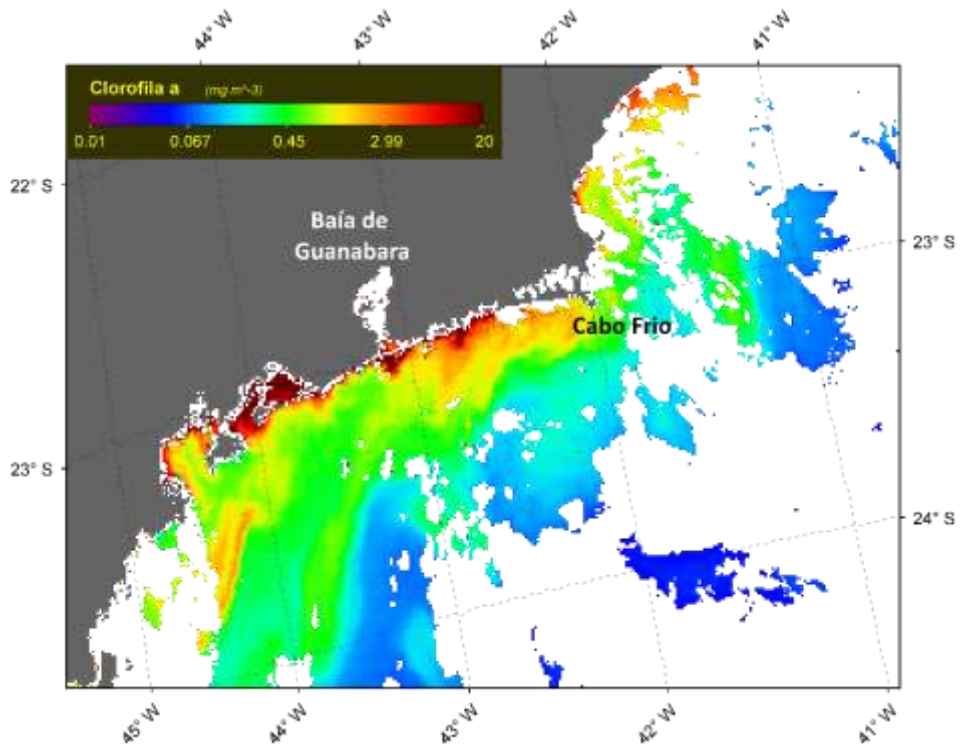 44° W
43° W
42° W
41° W
Clorofila a (mg.m^-3)
0.01 0.067 0.45 2.99 20
22° S
Baía de
Guanabara
23° S
Cabo Frio
23° S
24° S
45° W
44° W
43° W
42° W
41° W